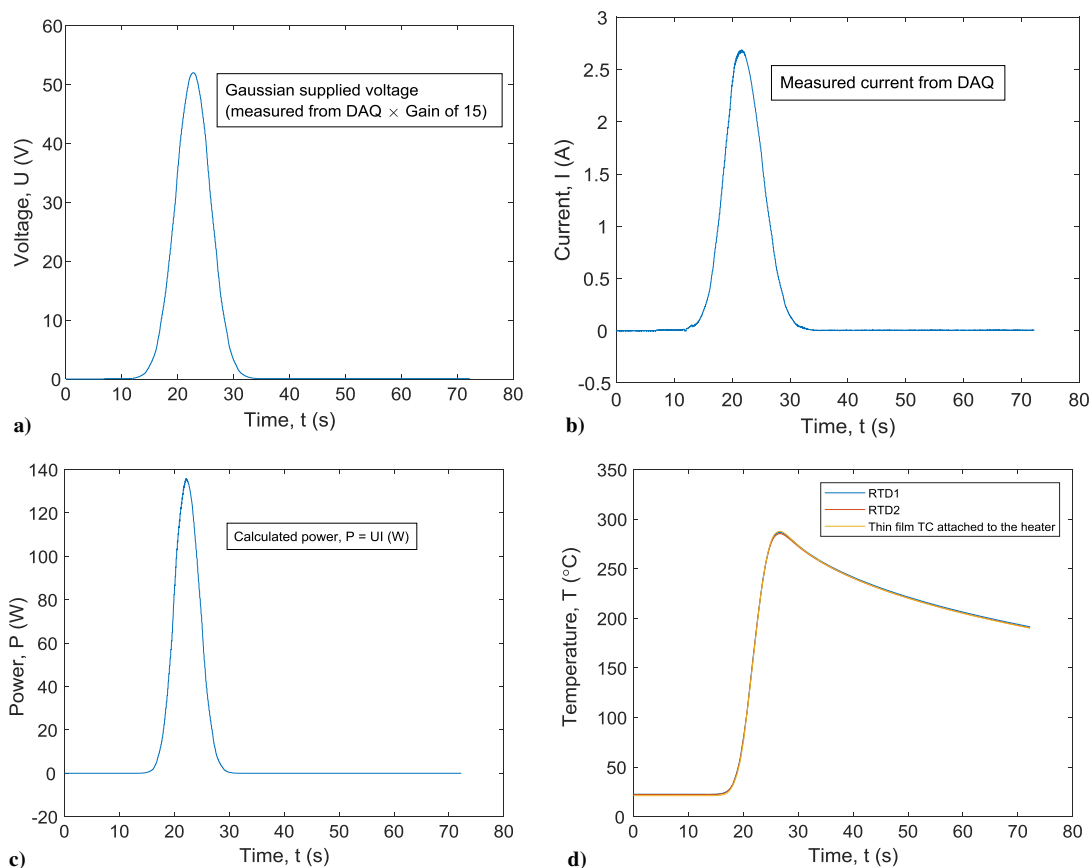 60
50
40
30
20
10
0
Voltage, U (V)
Gaussian supplied voltage
(measured from DAQ × Gain of 15)
0 10 20 30 40 50 60 70 80
Time, t (s)
a)
3
2.5
2
1.5
1
0.5
0
-0.5
Current, I (A)
Measured current from DAQ
0 10 20 30 40 50 60 70 80
Time, t (s)
b)
140
120
100
80
60
40
20
0
-20
Power, P (W)
Calculated power, P = UI (W)
0 10 20 30 40 50 60 70 80
Time, t (s)
c)
350
300
250
200
150
100
50
0
Temperature, T (°C)
RTD1
RTD2
Thin film TC attached to the heater
0 10 20 30 40 50 60 70 80
Time, t (s)
d)